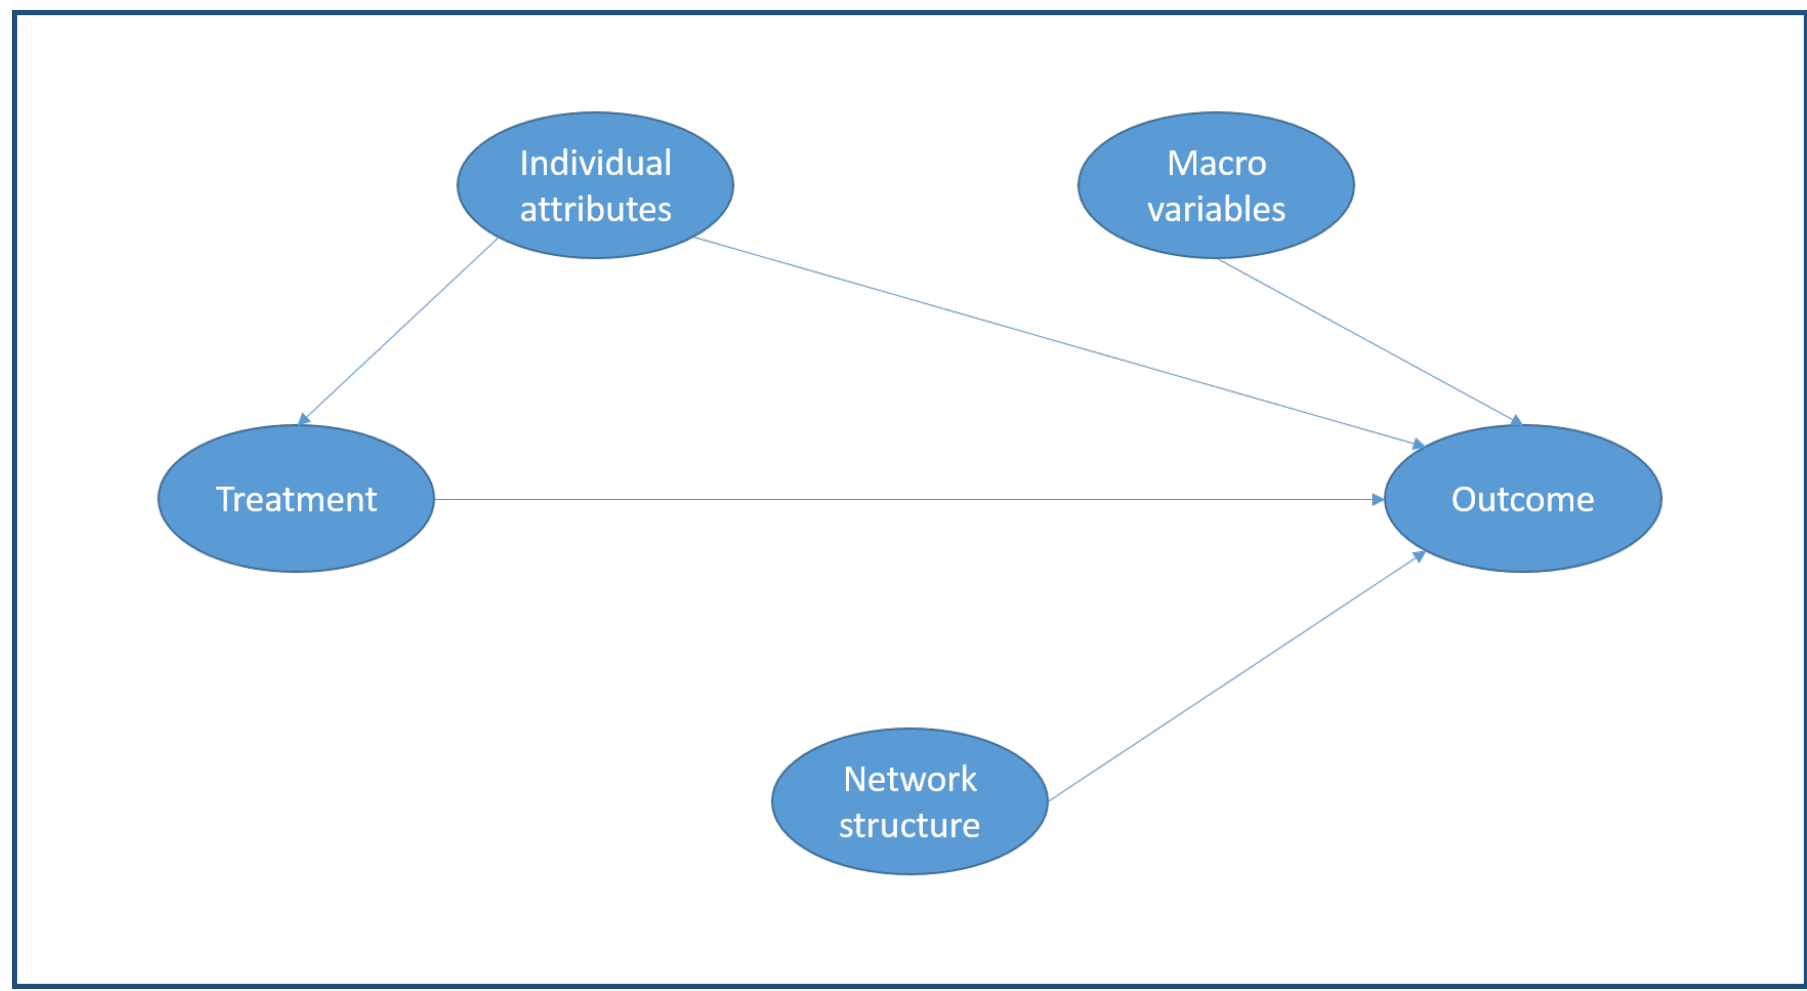 Individual
attributes
Macro
variables
Treatment
Outcome
Network
structure